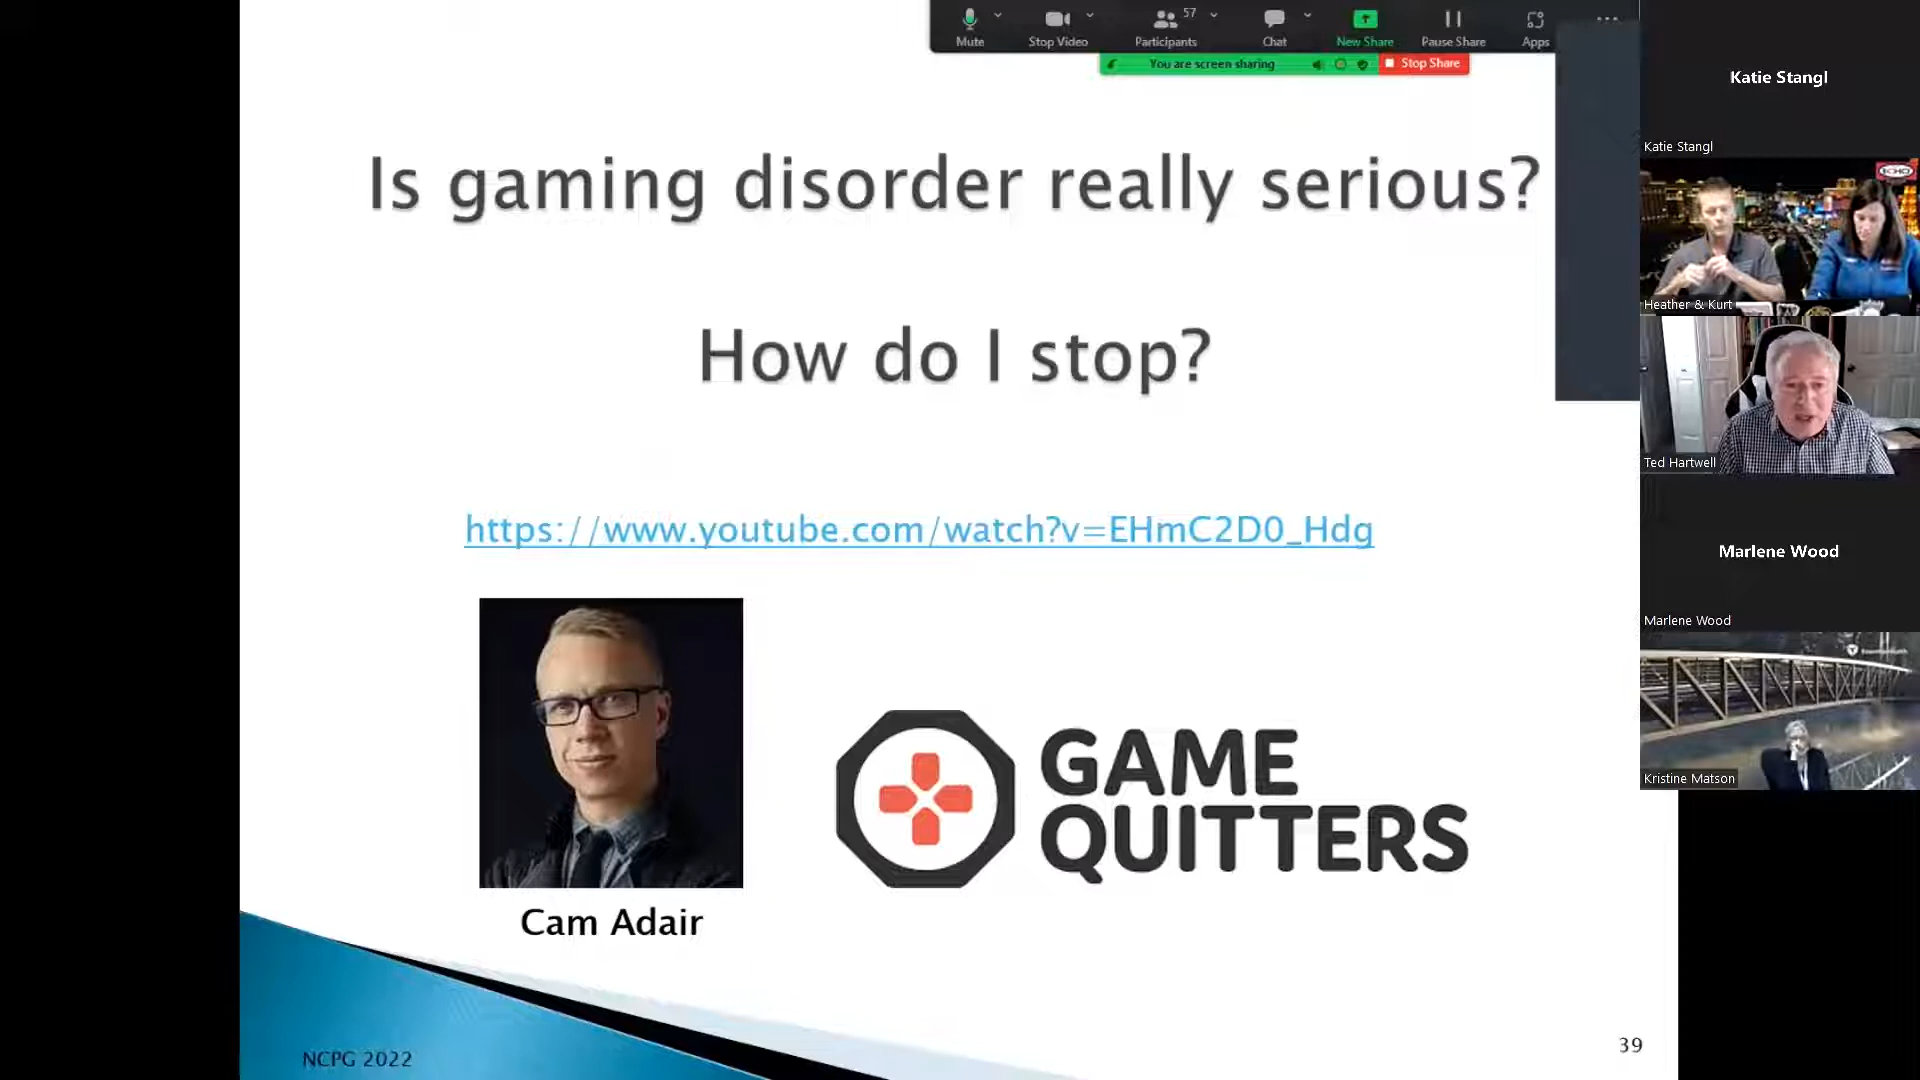 57
Mute
Stop Video
Participants
Chat
New Share
Pause Share
Apps
You are screen sharing
Stop Share
Is gaming disorder really serious?
How do I stop?
https://www.youtube.com/watch?v=EHmC2D0_Hdg
GAME
QUITTERS
Cam Adair
NCPG 2022
39
Katie Stangl
Katie Stangl
ECHO
Heather & Kurt
Ted Hartwell
Marlene Wood
Marlene Wood
Kristine Matson